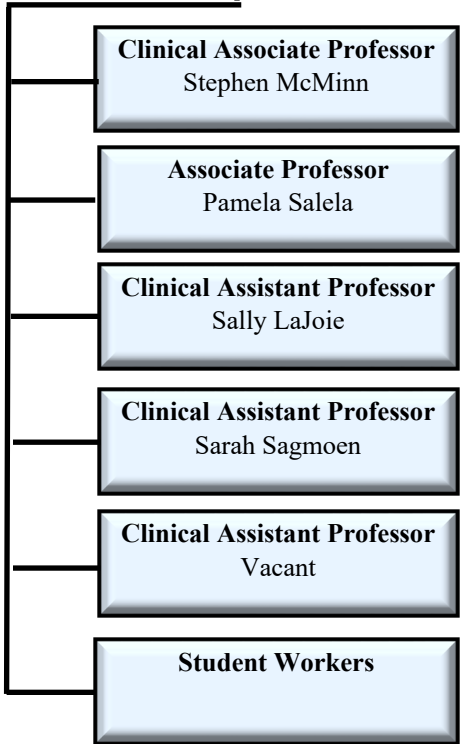 Clinical Associate Professor
Stephen McMinn
Associate Professor
Pamela Salela
Clinical Assistant Professor
Sally LaJoie
Clinical Assistant Professor
Sarah Sagmoen
Clinical Assistant Professor
Vacant
Student Workers